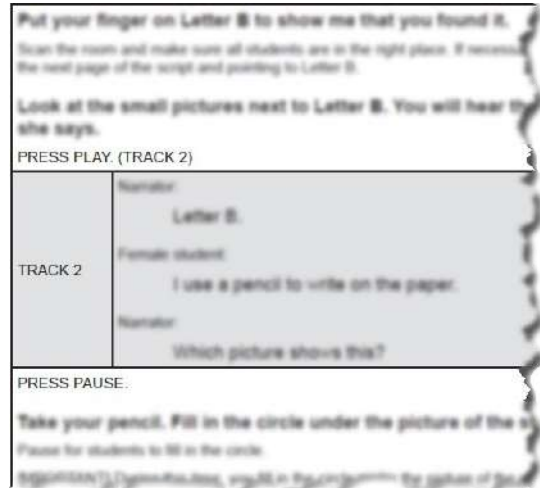 Put your finger on Letter B to show me that you found it.
Scan the room and make sure all students are in the right place. If
the next page of the script and pointing to Letter B.
Look at the small pictures next to Letter B. You will hear
she says.
PRESS PLAY. (TRACK 2)
Narrator:
Letter B.
Female student:
TRACK 2
I use a pencil to write on the paper.
Narrator:
Which picture shows this?
PRESS PAUSE.
Take your pencil. Fill in the circle under the picture of the
Pause for students to fill in the circle.